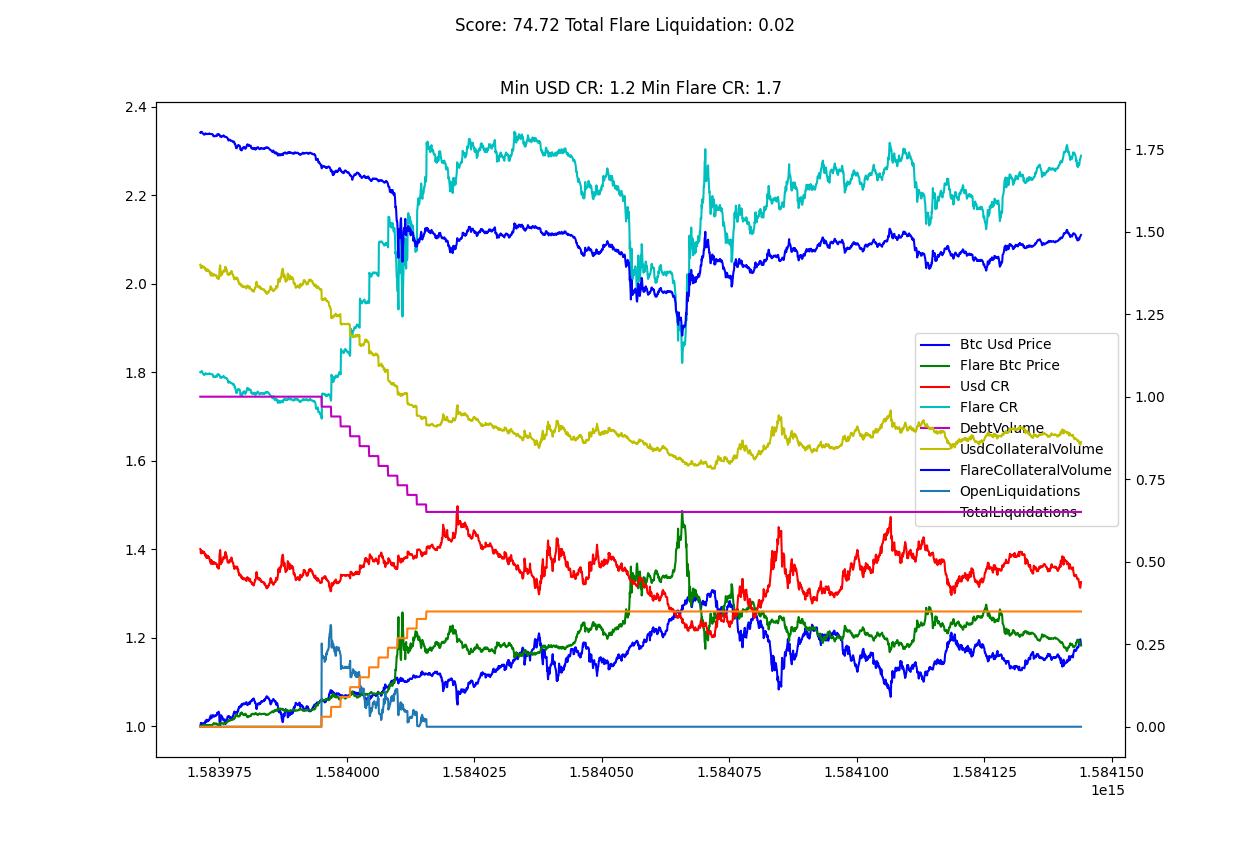 Score: 74.72 Total Flare Liquidation: 0.02
Min USD CR: 1.2 Min Flare CR: 1.7
2.4
2.2
2.0
1.8
1.6
1.4
1.2
1.0
1.75
1.50
1.25
1.00
0.75
0.50
0.25
0.00
Btc Usd Price
Flare Btc Price
Usd CR
Flare CR
DebtVolume
UsdCollateralVolume
FlareCollateralVolume
OpenLiquidations
TotalLiquidations
1.583975 1.584000 1.584025 1.584050 1.584075 1.584100 1.584125 1.584150
1e15